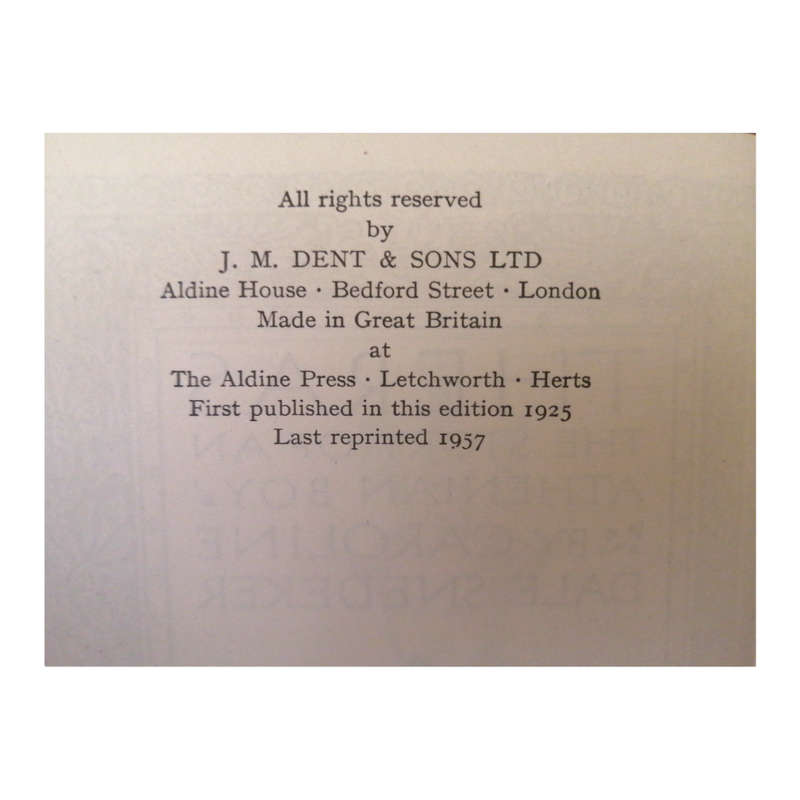 All rights reserved
by
J. M. DENT & SONS LTD
Aldine House · Bedford Street · London
Made in Great Britain
at
The Aldine Press · Letchworth · Herts
First published in this edition 1925
Last reprinted 1957